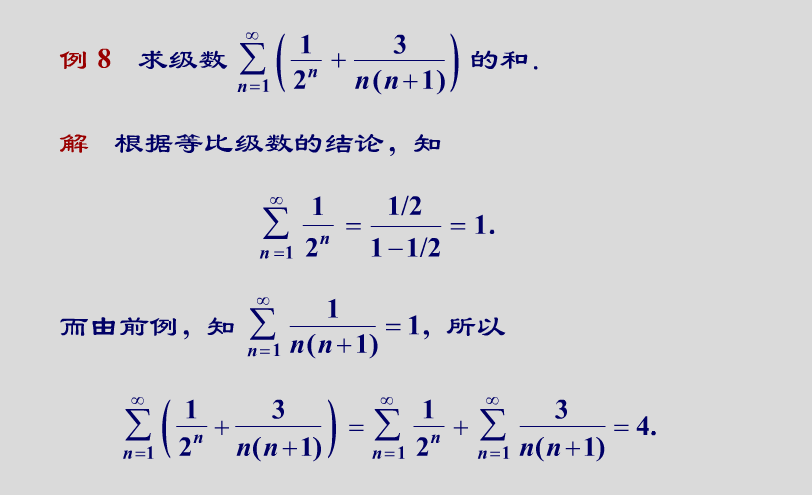 例 8 求级数 $\sum_{n=1}^{\infty}\left(\frac{1}{2^n}+\frac{3}{n(n+1)}\right)$ 的和.
解 根据等比级数的结论, 知
$\sum_{n=1}^{\infty}\frac{1}{2^n}=\frac{1/2}{1-1/2}=1.$
而由前例, 知 $\sum_{n=1}^{\infty}\frac{1}{n(n+1)}=1,$ 所以
$\sum_{n=1}^{\infty}\left(\frac{1}{2^n}+\frac{3}{n(n+1)}\right)=\sum_{n=1}^{\infty}\frac{1}{2^n}+\sum_{n=1}^{\infty}\frac{3}{n(n+1)}=4.$